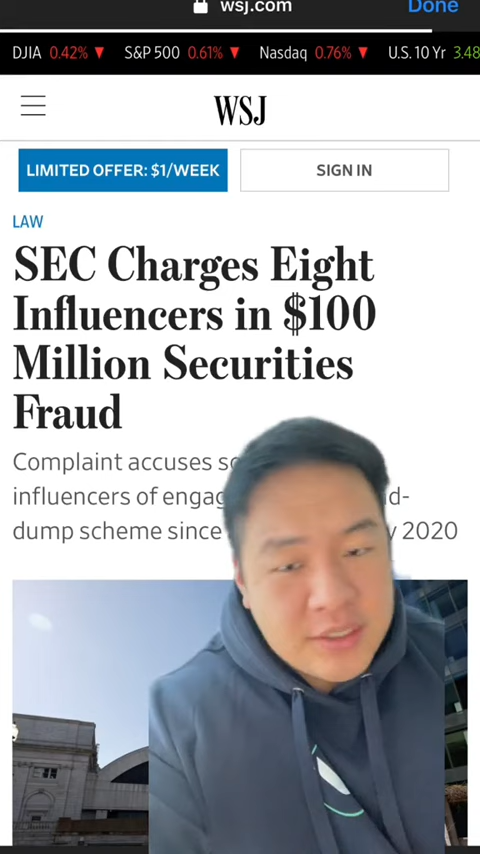 wsj.com
Done
DJIA 0.42% ▼ S&P 500 0.61% ▼ Nasdaq 0.76% ▼ U.S. 10 Yr 3.48
WSJ
LIMITED OFFER: $1/WEEK
SIGN IN
LAW
SEC Charges Eight
Influencers in $100
Million Securities
Fraud
Complaint accuses
influencers of
dump scheme since 2020